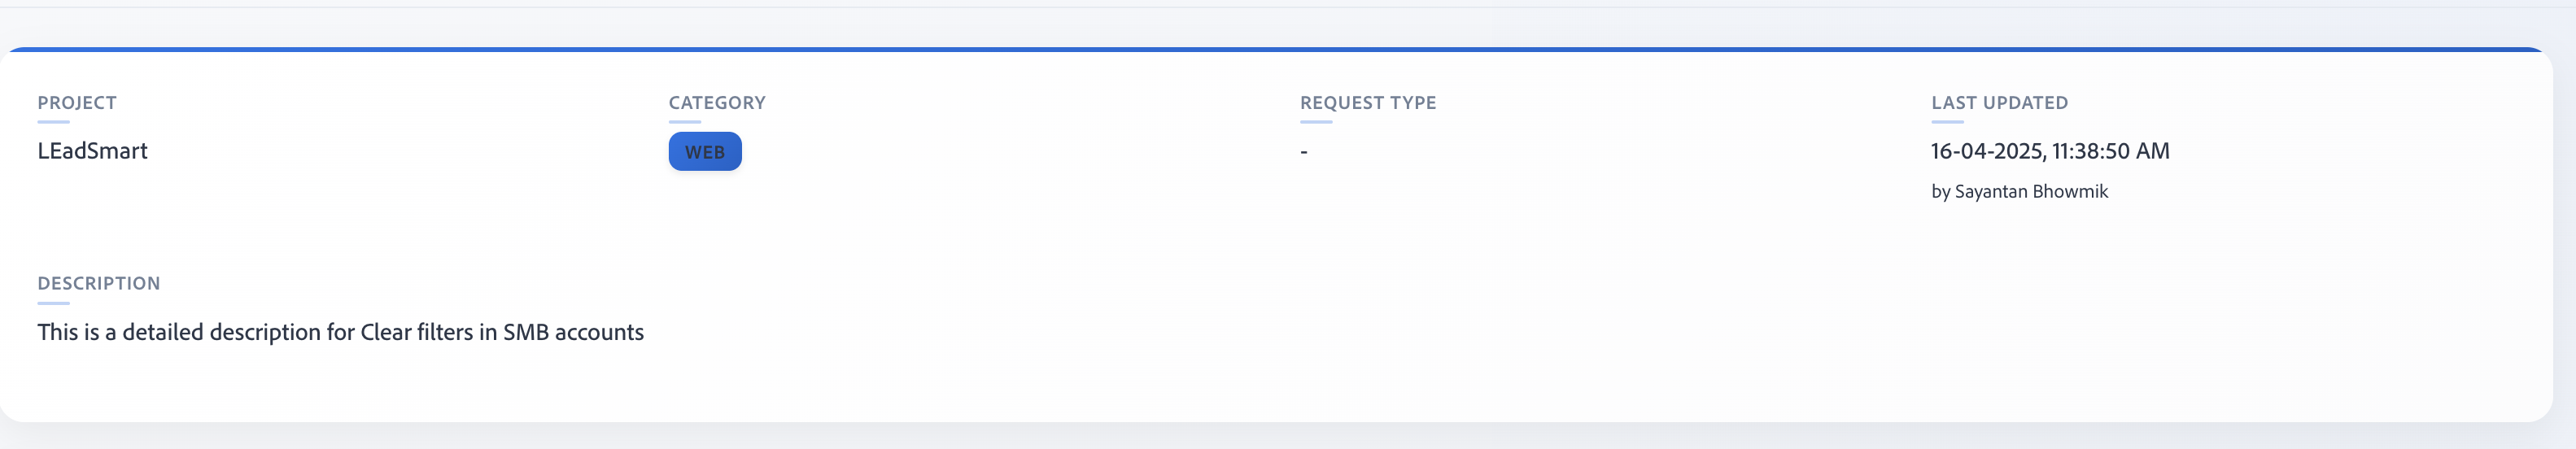 PROJECT
LEadSmart
CATEGORY
WEB
REQUEST TYPE
-
LAST UPDATED
16-04-2025, 11:38:50 AM
by Sayantan Bhowmik
DESCRIPTION
This is a detailed description for Clear filters in SMB accounts